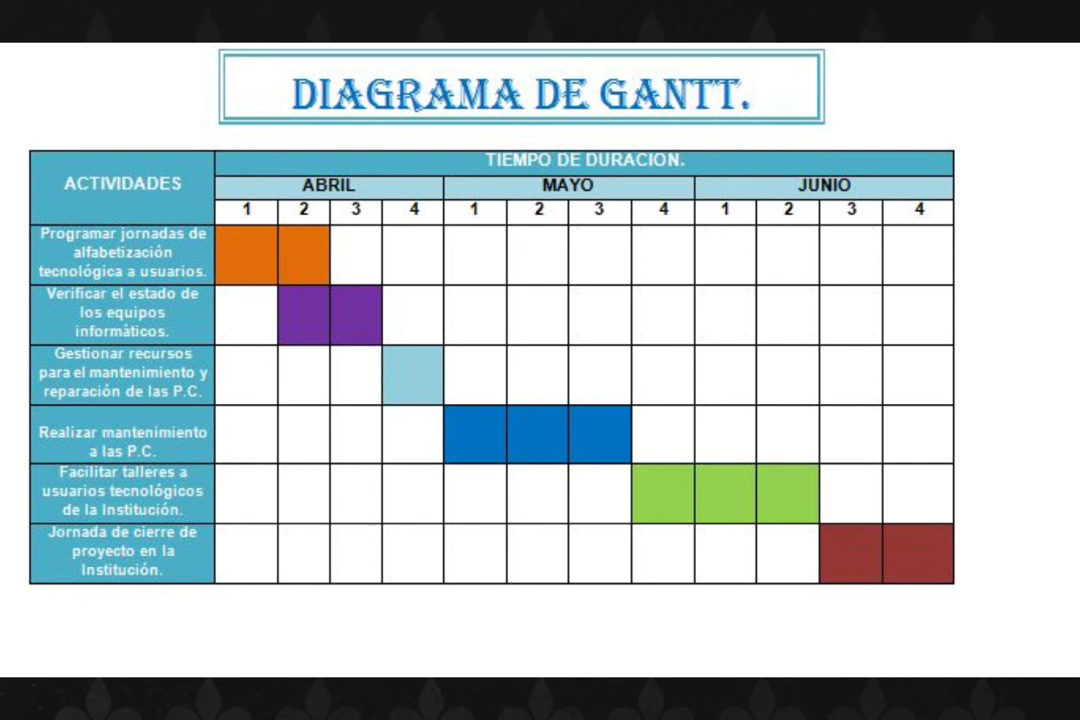 DIAGRAMA DE GANTT.
ACTIVIDADES
TIEMPO DE DURACION.
ABRIL MAYO JUNIO
1 2 3 4 1 2 3 4 1 2 3 4
Programar jornadas de
alfabetización
tecnológica a usuarios.
Verificar el estado de
los equipos
informáticos.
Gestionar recursos
para el mantenimiento y
reparación de las P.C.
Realizar mantenimiento
a las P.C.
Facilitar talleres a
usuarios tecnológicos
de la Institución.
Jornada de cierre de
proyecto en la
Institución.